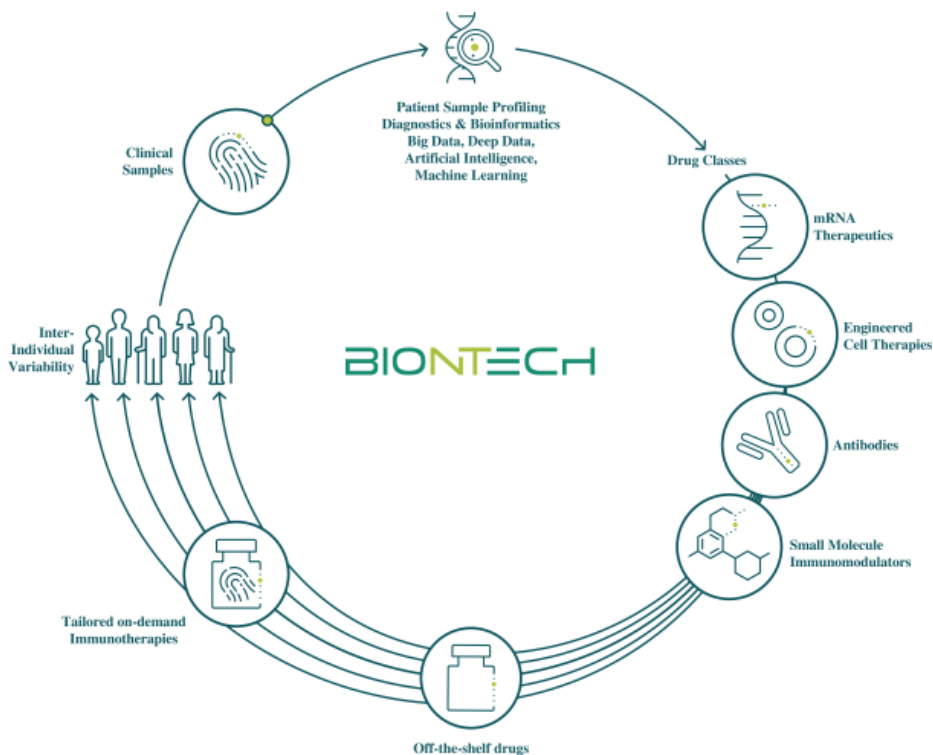 Patient Sample Profiling
Diagnostics & Bioinformatics
Big Data, Deep Data,
Artificial Intelligence,
Machine Learning
Clinical
Samples
Drug Classes
mRNA
Therapeutics
Engineered
Cell Therapies
Inter-
Individual
Variability
BIONTECH
Antibodies
Small Molecule
Immunomodulators
Tailored on-demand
Immunotherapies
Off-the-shelf drugs